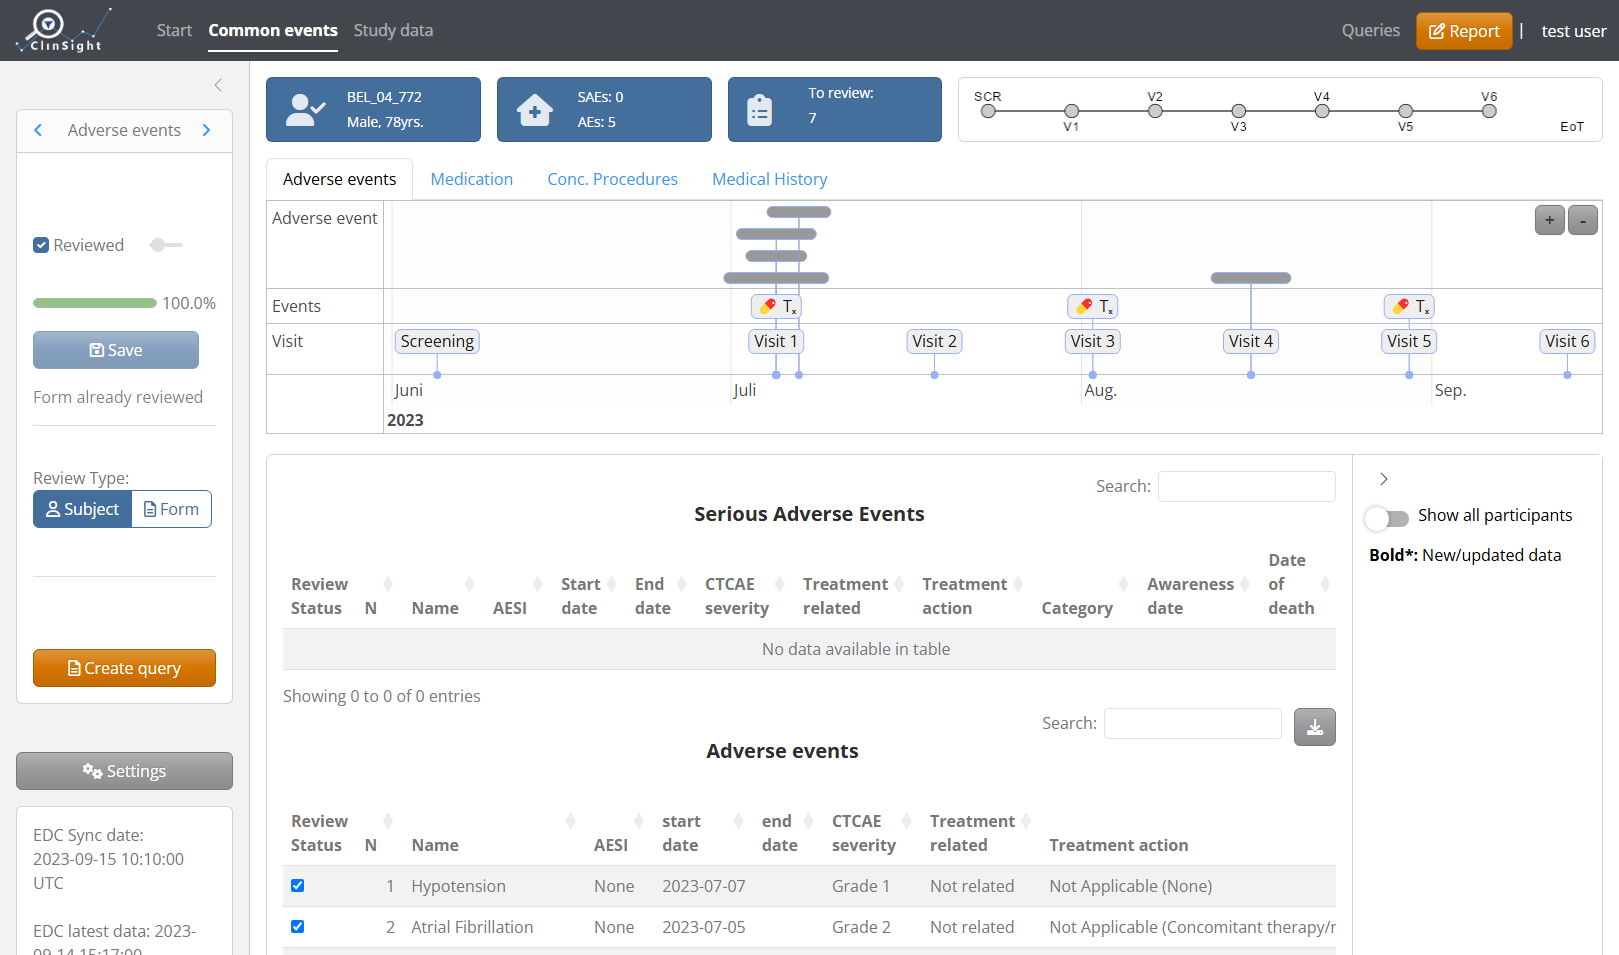 ClinSight
Start Common events Study data
Queries Report | test user
Adverse events
Reviewed
100.0%
Save
Form already reviewed
Review Type:
Subject Form
Create query
Settings
EDC Sync date:
2023-09-15 10:10:00
UTC
EDC latest data: 2023-
09-14 15:17:00
BEL_04_772
Male, 78yrs.
SAEs: 0
AEs: 5
To review:
7
SCR V2 V4 V6
V1 V3 V5 EoT
Adverse events Medication Conc. Procedures Medical History
Adverse event + -
Events Tx Tx Tx
Visit Screening Visit 1 Visit 2 Visit 3 Visit 4 Visit 5 Visit 6
Juni Juli Aug. Sep.
2023
Search:
Serious Adverse Events
Review Status N Name AESI Start date End date CTCAE severity Treatment related Treatment action Category Awareness date Date of death
No data available in table
Showing 0 to 0 of 0 entries
Search:
Adverse events
Review Status N Name AESI start date end date CTCAE severity Treatment related Treatment action
1 Hypotension None 2023-07-07 Grade 1 Not related Not Applicable (None)
2 Atrial Fibrillation None 2023-07-05 Grade 2 Not related Not Applicable (Concomitant therapy/r
Show all participants
Bold*: New/updated data